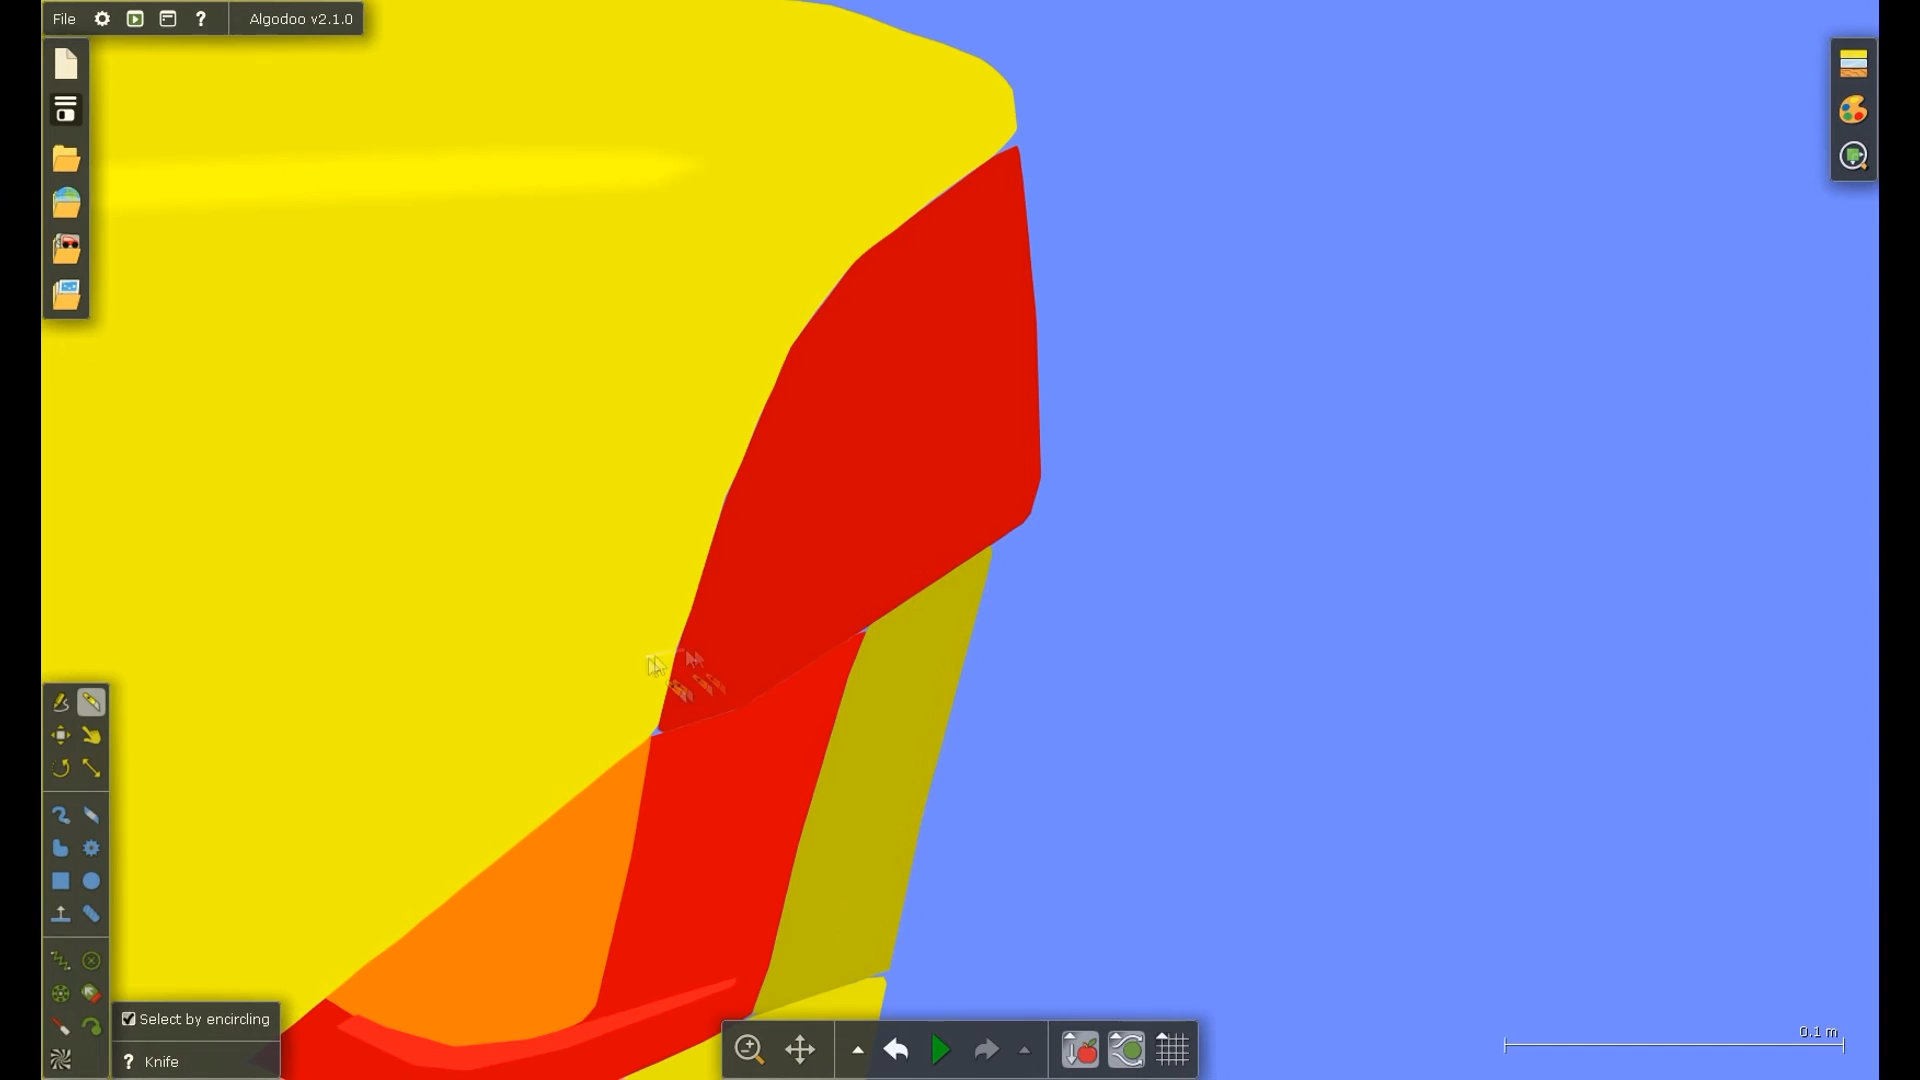 File ? Algodoo v2.1.0
Select by encircling
? Knife
0.1 m